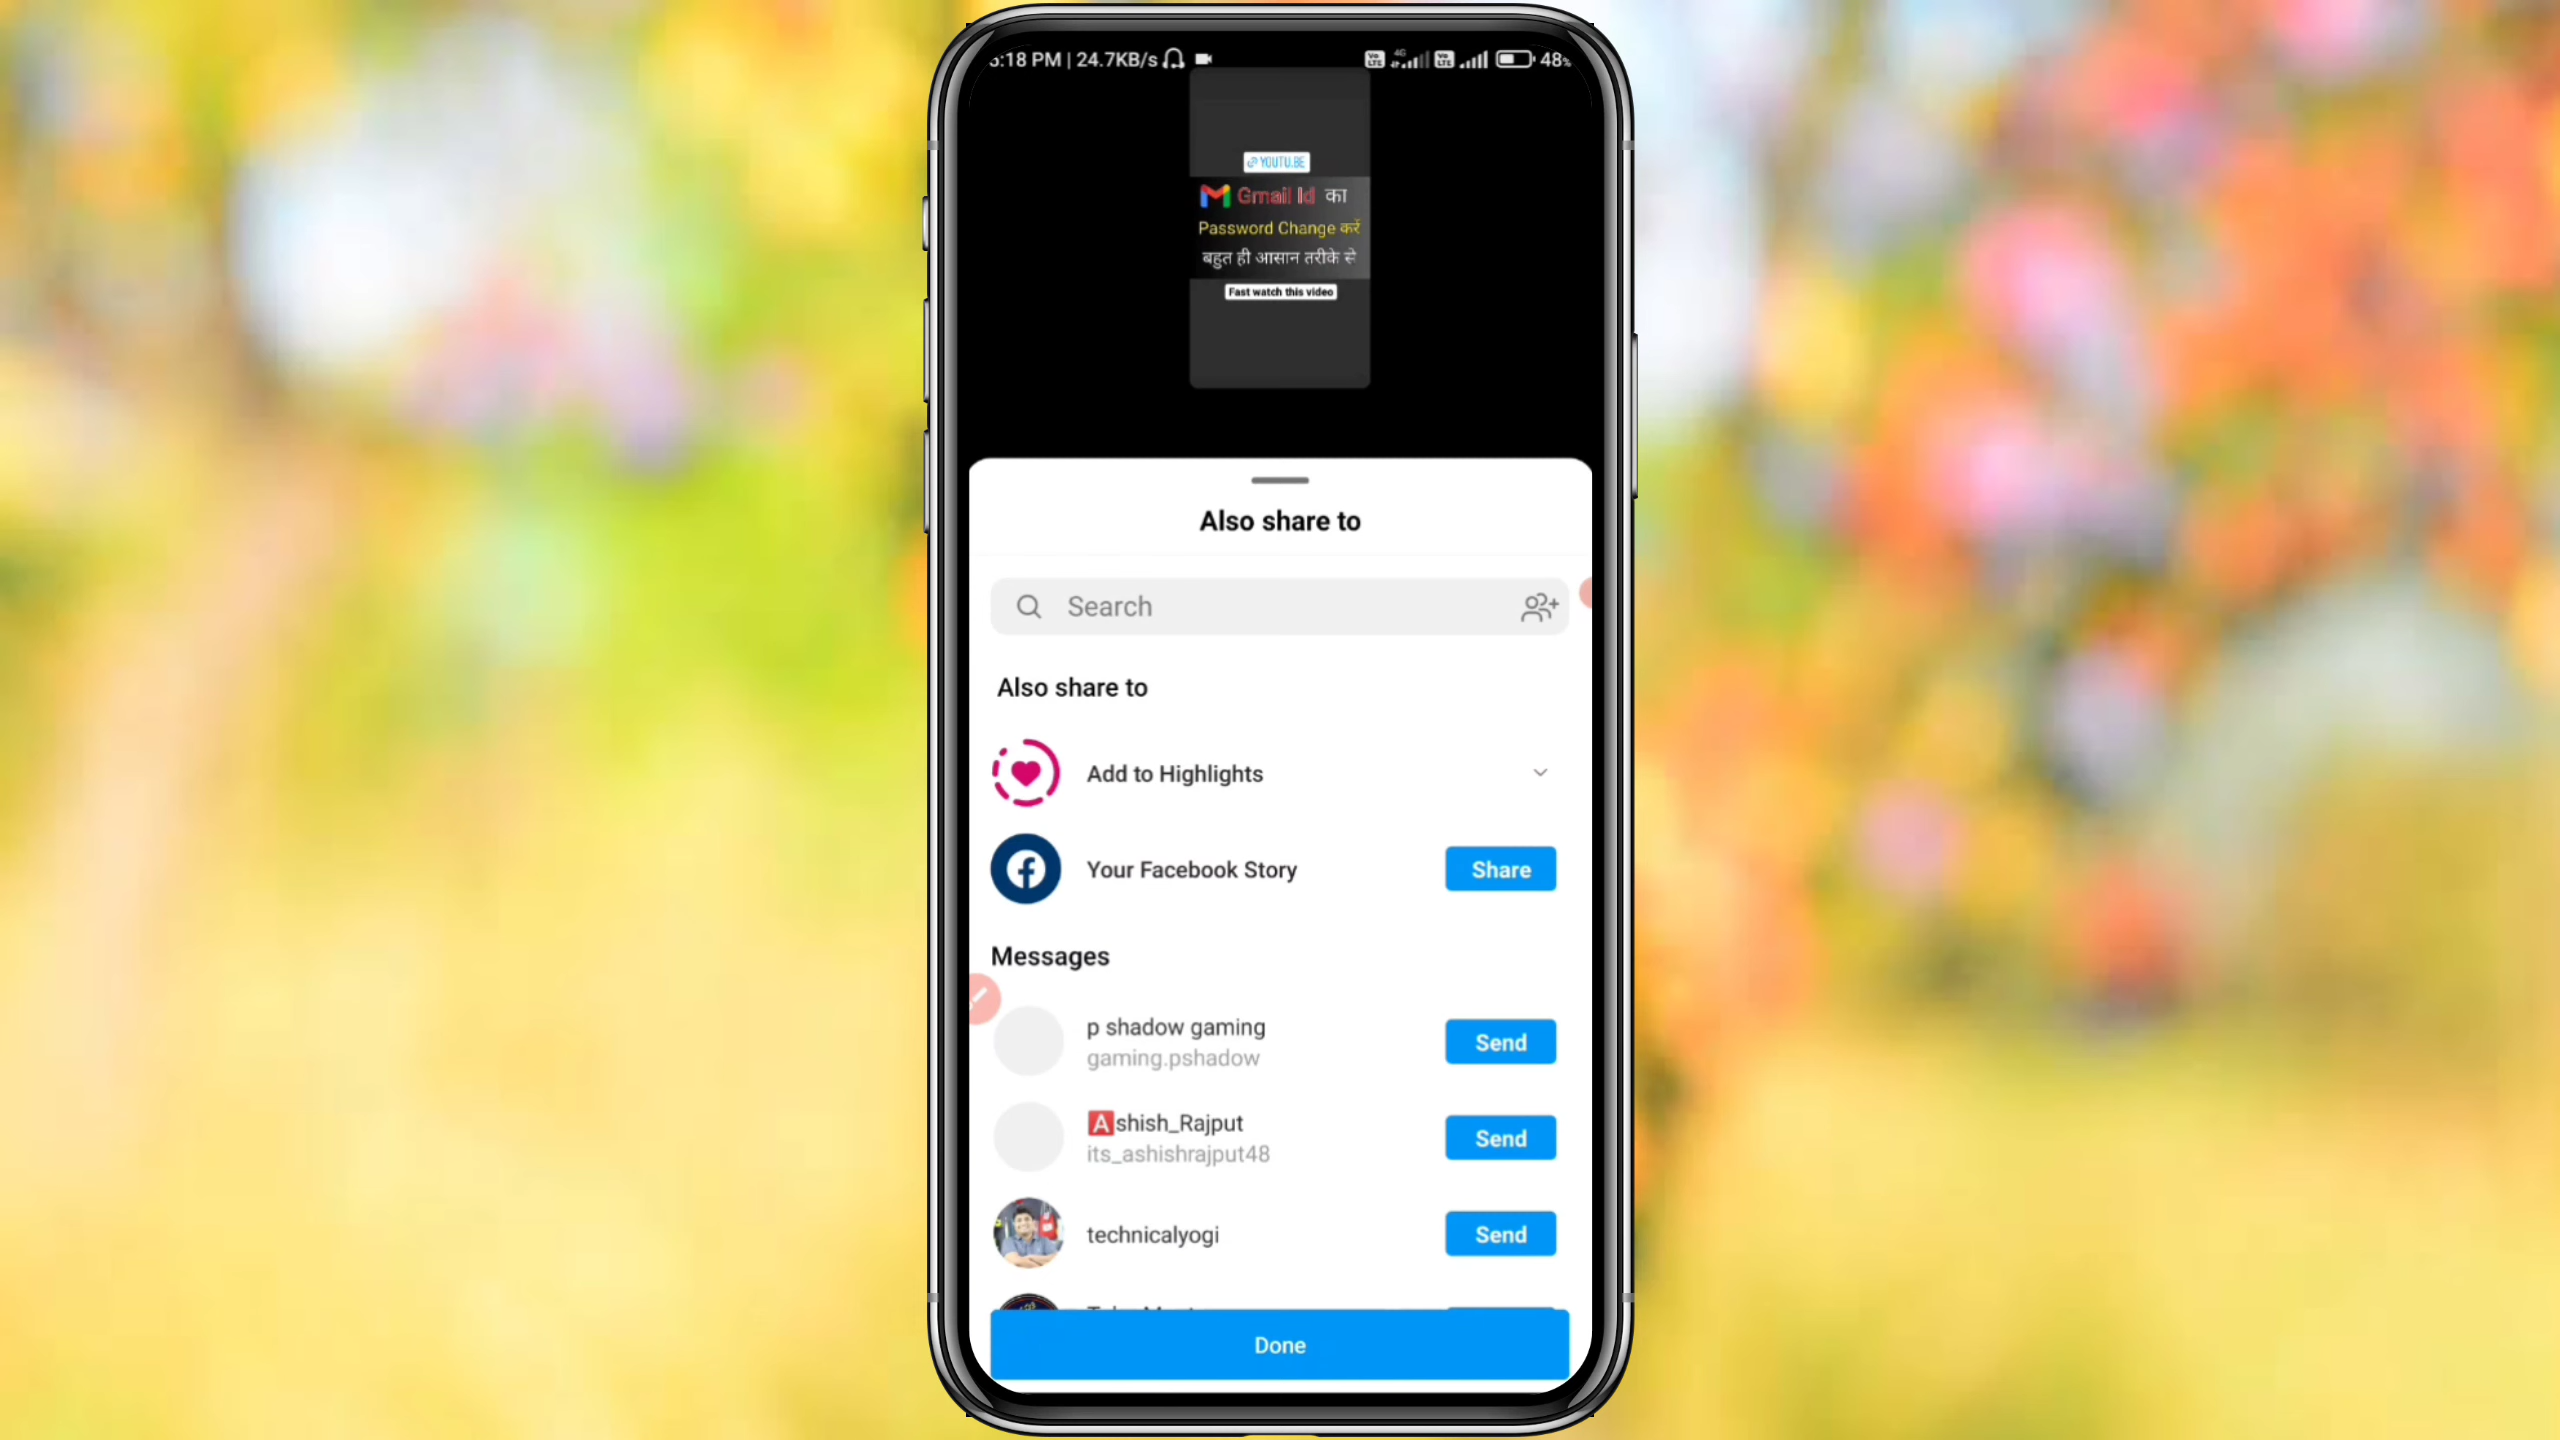 :18 PM | 24.7KB/s 4G 48%
YOUTU.BE
Gmail Id का
Password Change करें
बहुत ही आसान तरीके से
Fast watch this video
Also share to
Search
Also share to
Add to Highlights
Your Facebook Story
Share
Messages
p shadow gaming
gaming.pshadow
Send
🅰shish_Rajput
its_ashishrajput48
Send
technicalyogi
Send
Done